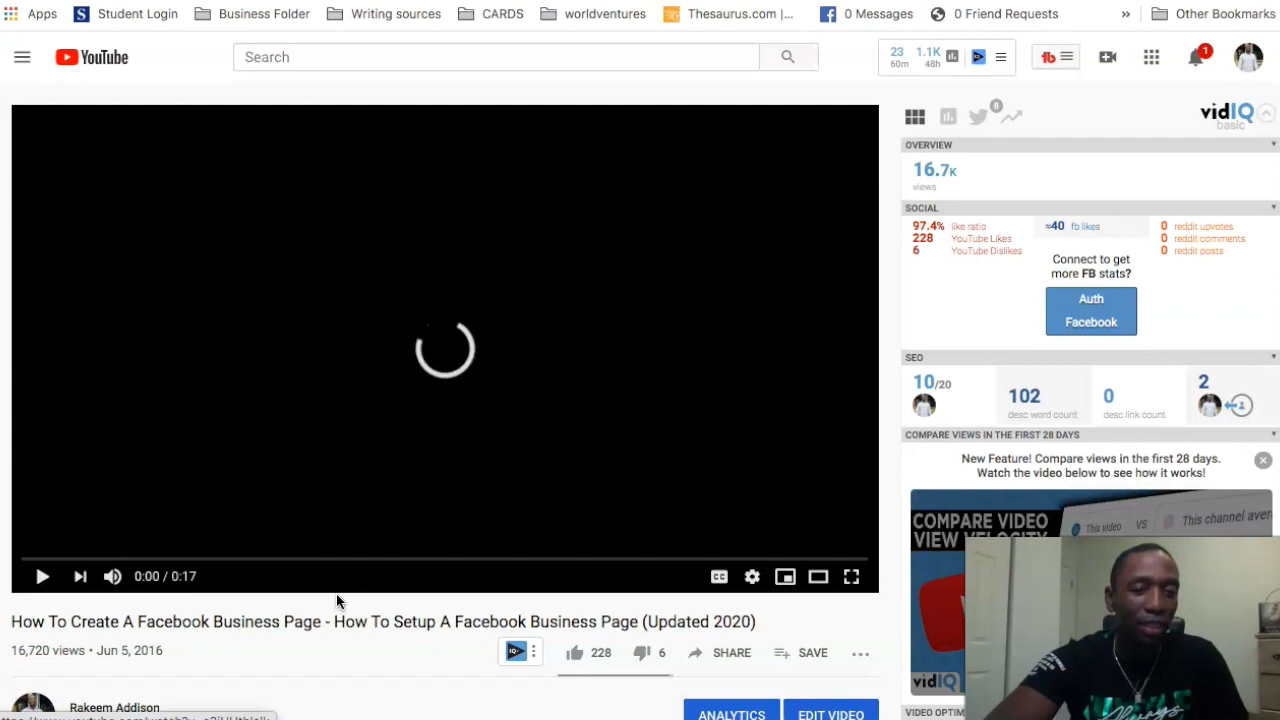 Apps Student Login Business Folder Writing sources CARDS worldventures Thesaurus.com |... 0 Messages 0 Friend Requests » Other Bookmarks
YouTube Search 23 60m 1.1K 48h 1
8 vidIQ
basic
OVERVIEW
16.7K
views
SOCIAL
97.4% like ratio ≈40 fb likes 0 reddit upvotes
228 YouTube Likes 0 reddit comments
6 YouTube Dislikes 0 reddit posts
Connect to get
more FB stats?
Auth
Facebook
SEO
10/20 102 0 2
desc word count desc link count
COMPARE VIEWS IN THE FIRST 28 DAYS
New Feature! Compare views in the first 28 days.
Watch the video below to see how it works!
COMPARE VIDEO
VIEW VELOCITY
This video VS This channel aver
0:00 / 0:17 CC
How To Create A Facebook Business Page - How To Setup A Facebook Business Page (Updated 2020)
16,720 views • Jun 5, 2016 IQ 228 6 SHARE SAVE
vidIQ
Rakeem Addison
ANALYTICS EDIT VIDEO
VIDEO OPTIM